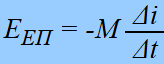 E_ЕП = -M Δi/Δt